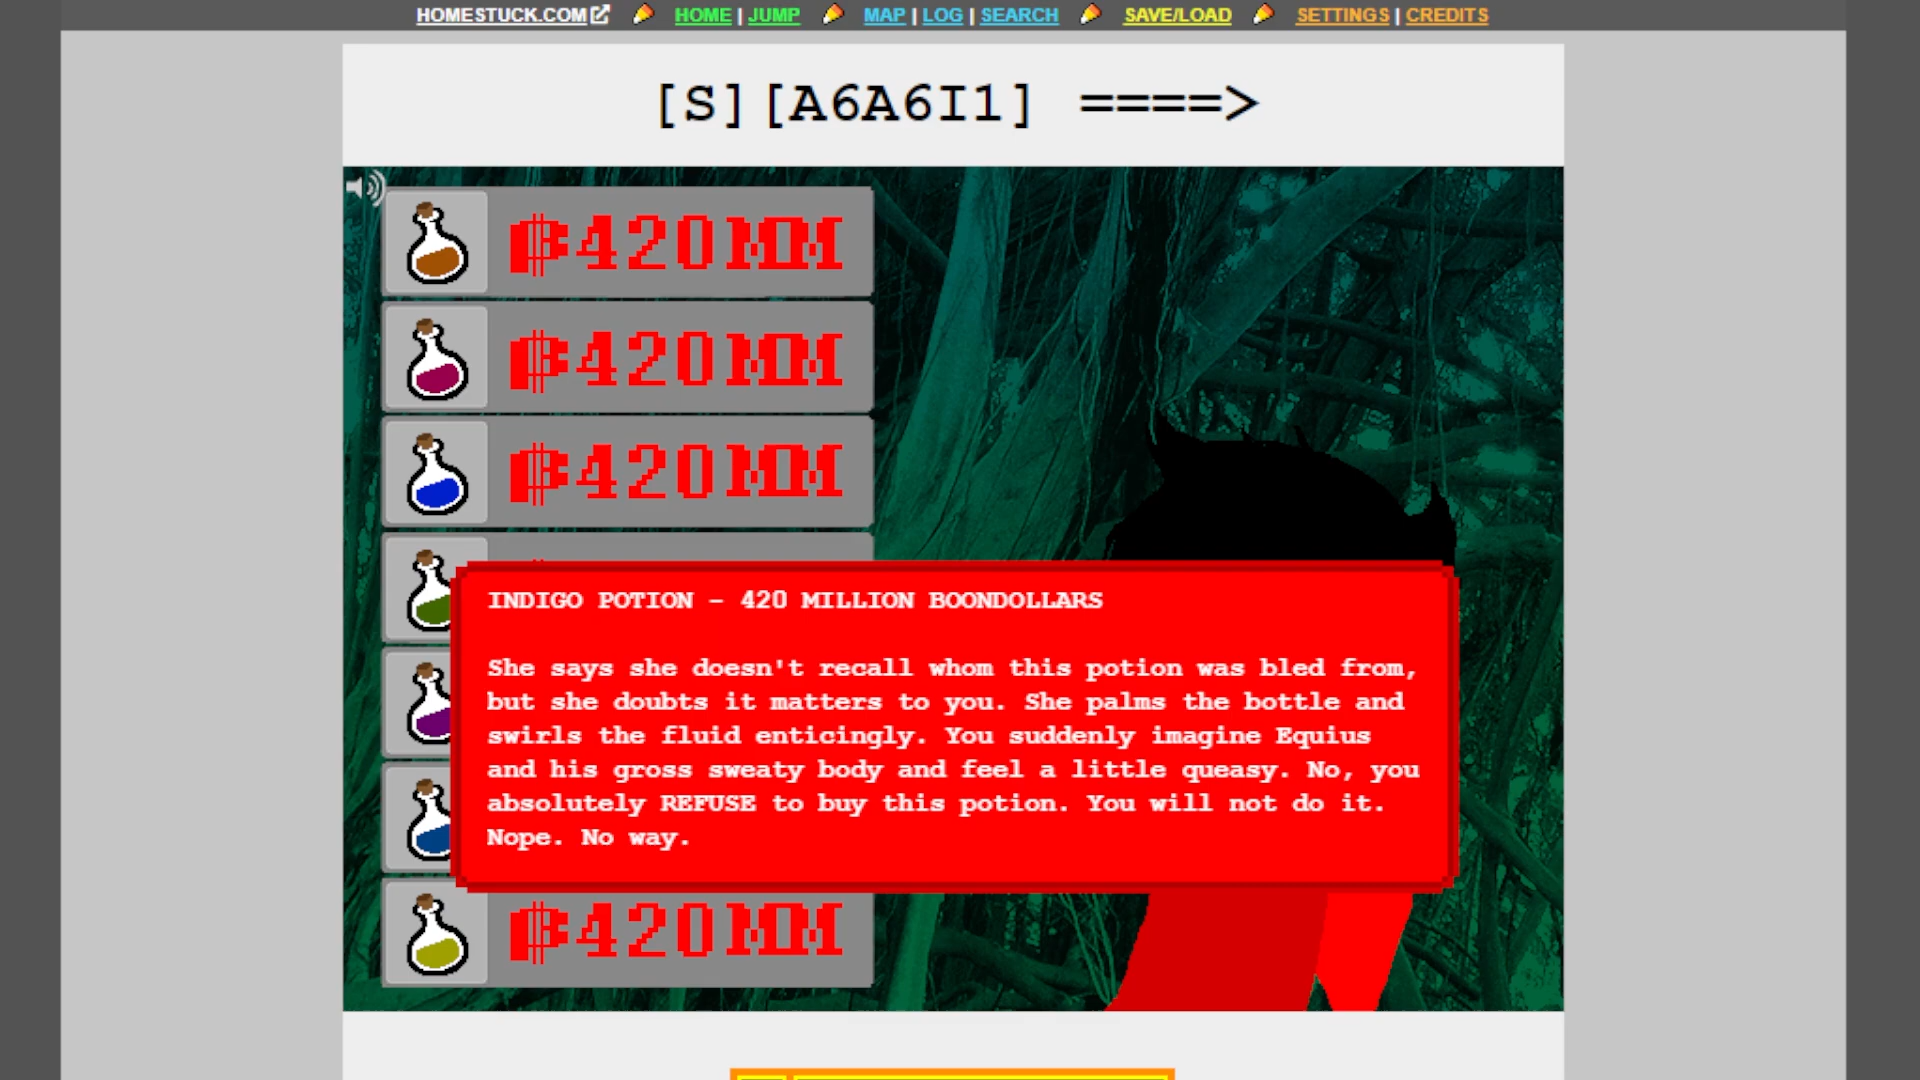 HOMESTUCK.COM HOME | JUMP MAP | LOG | SEARCH SAVE/LOAD SETTINGS | CREDITS
[S][A6A6I1] ====>
420MM
420MM
420MM
INDIGO POTION - 420 MILLION BOONDOLLARS
She says she doesn't recall whom this potion was bled from,
but she doubts it matters to you. She palms the bottle and
swirls the fluid enticingly. You suddenly imagine Equius
and his gross sweaty body and feel a little queasy. No, you
absolutely REFUSE to buy this potion. You will not do it.
Nope. No way.
420MM